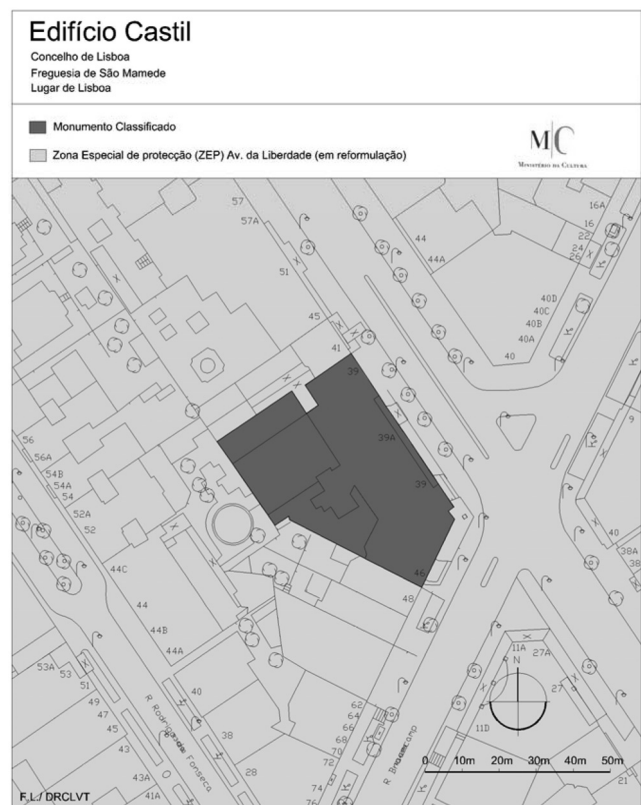 Edifício Castil
Concelho de Lisboa
Freguesia de São Mamede
Lugar de Lisboa
Monumento Classificado
Zona Especial de protecção (ZEP) Av. da Liberdade (em reformulação)
M|C
MINISTÉRIO DA CULTURA
57
57A
51
45
41
39
39A
39
46
48
44
44A
16A
16
22
24
26
40D
40C
40B
40A
40
9
40
38A
38
56
56A
54B
54A
54
52A
52
44C
44
44B
44A
53A
53
51
49
47
45
43
43A
41A
40
38
28
R Rodrigo da Fonseca
62
64
66
68
70
72
74
76
R Braamcamp
11A
27A
27
11D
21
N
0 10m 20m 30m 40m 50m
F.L./ DRCLVT